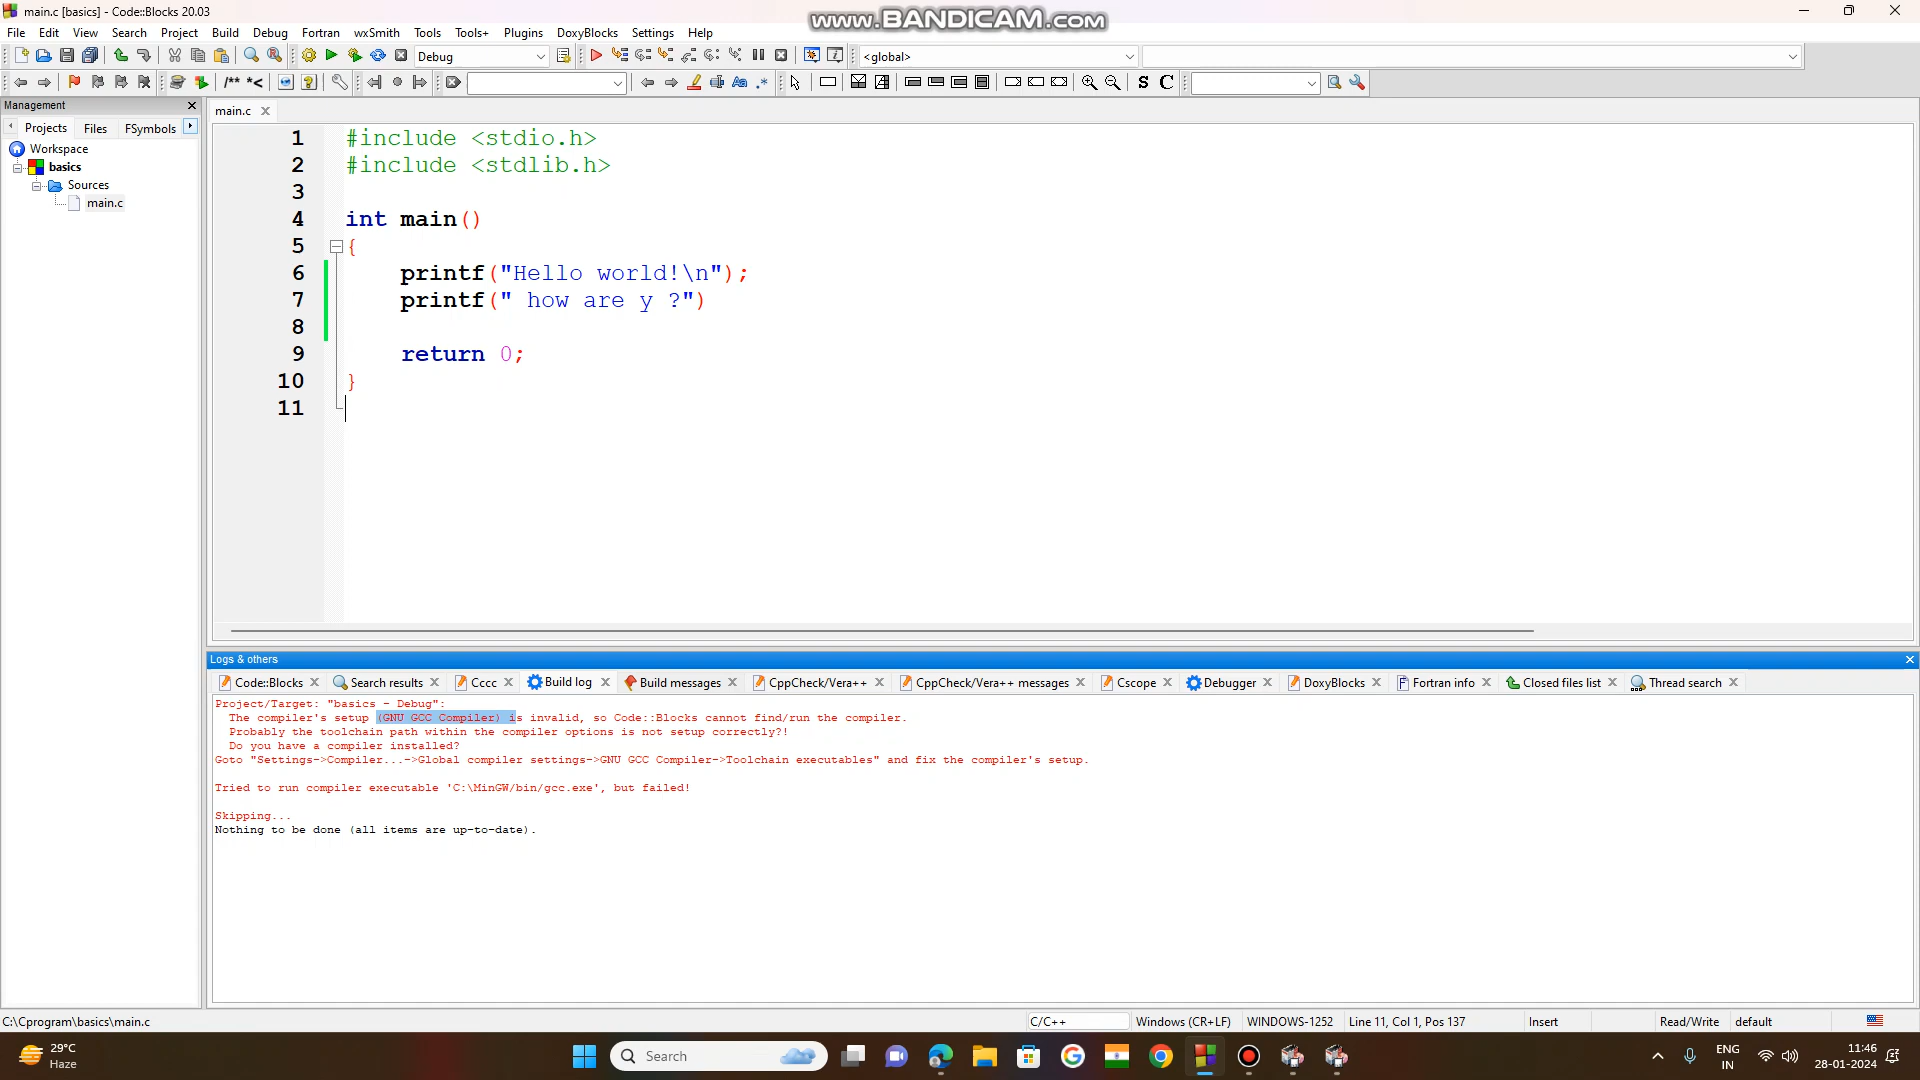 main.c [basics] - Code::Blocks 20.03
www.BANDICAM.com
File Edit View Search Project Build Debug Fortran wxSmith Tools Tools+ Plugins DoxyBlocks Settings Help
Debug
<global>
/** *<
Aa .*
S C
Management
main.c
Projects Files FSymbols
Workspace
basics
Sources
main.c
1 #include <stdio.h>
2 #include <stdlib.h>
3
4 int main()
5 {
6 printf("Hello world!\n");
7 printf(" how are y ?")
8
9 return 0;
10 }
11
Logs & others
Code::Blocks Search results Cccc Build log Build messages CppCheck/Vera++ CppCheck/Vera++ messages Cscope Debugger DoxyBlocks Fortran info Closed files list Thread search
Project/Target: "basics - Debug":
The compiler's setup (GNU GCC Compiler) is invalid, so Code::Blocks cannot find/run the compiler.
Probably the toolchain path within the compiler options is not setup correctly?!
Do you have a compiler installed?
Goto "Settings->Compiler...->Global compiler settings->GNU GCC Compiler->Toolchain executables" and fix the compiler's setup.
Tried to run compiler executable 'C:\MinGW/bin/gcc.exe', but failed!
Skipping...
Nothing to be done (all items are up-to-date).
C:\Cprogram\basics\main.c C/C++ Windows (CR+LF) WINDOWS-1252 Line 11, Col 1, Pos 137 Insert Read/Write default
29°C
Haze
Search
ENG
IN
11:46
28-01-2024